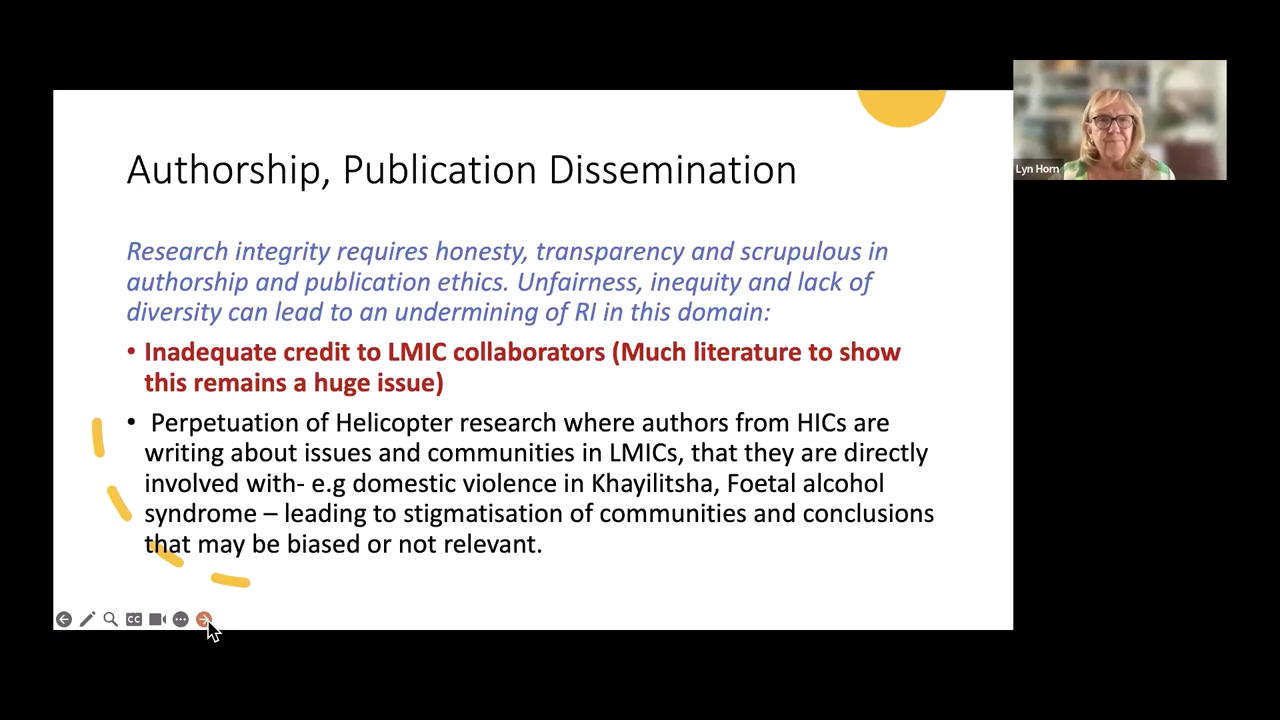 Authorship, Publication Dissemination
Research integrity requires honesty, transparency and scrupulous in
authorship and publication ethics. Unfairness, inequity and lack of
diversity can lead to an undermining of RI in this domain:
• Inadequate credit to LMIC collaborators (Much literature to show
this remains a huge issue)
• Perpetuation of Helicopter research where authors from HICs are
writing about issues and communities in LMICs, that they are directly
involved with- e.g domestic violence in Khayilitsha, Foetal alcohol
syndrome – leading to stigmatisation of communities and conclusions
that may be biased or not relevant.
CC
Lyn Horn